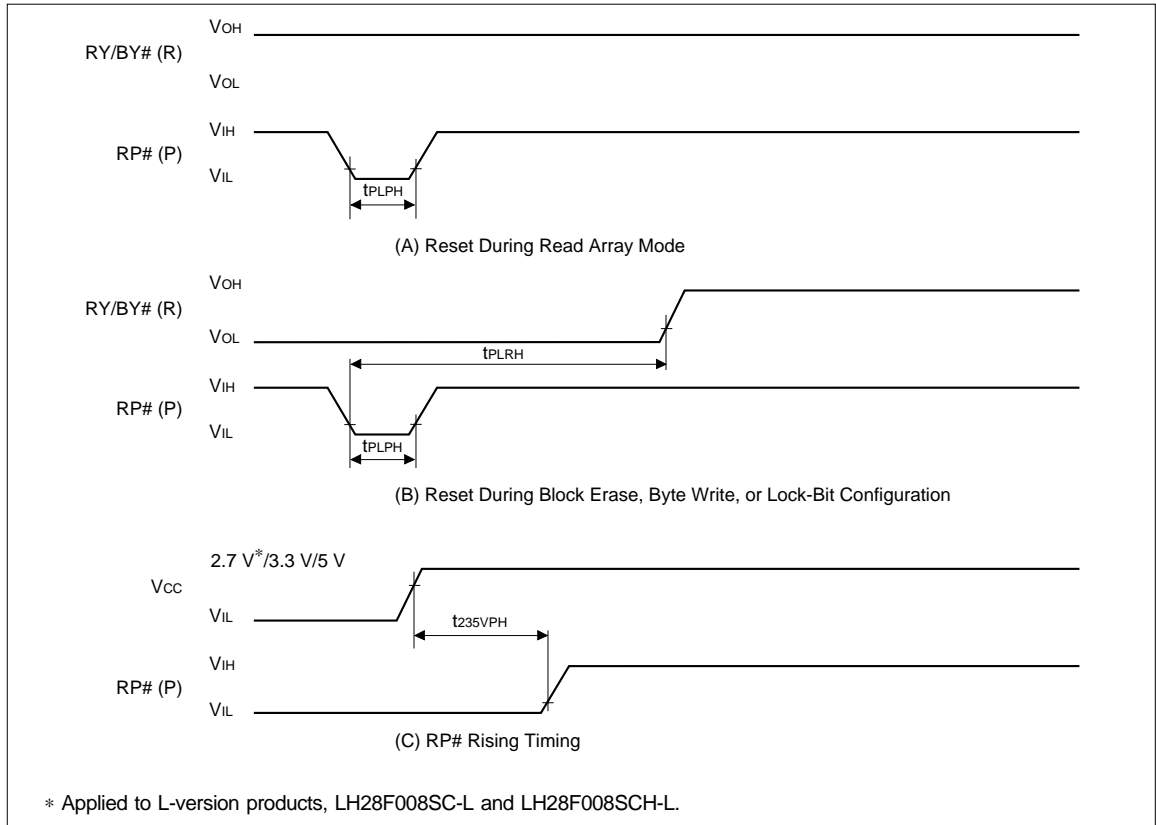 VOH
RY/BY# (R)
VOL
VIH
RP# (P)
VIL
tPLPH
(A) Reset During Read Array Mode
VOH
RY/BY# (R)
VOL
tPLRH
VIH
RP# (P)
VIL
tPLPH
(B) Reset During Block Erase, Byte Write, or Lock-Bit Configuration
2.7 V*/3.3 V/5 V
VCC
VIL
t235VPH
VIH
RP# (P)
VIL
(C) RP# Rising Timing
* Applied to L-version products, LH28F008SC-L and LH28F008SCH-L.